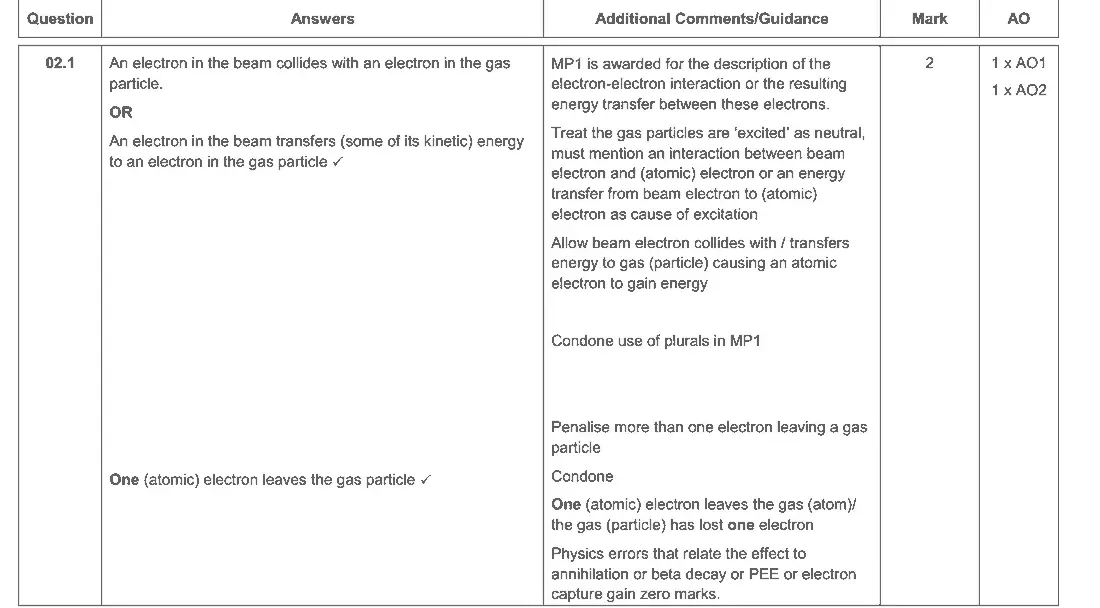 Question Answers Additional Comments/Guidance Mark AO
02.1 An electron in the beam collides with an electron in the gas particle.
OR
An electron in the beam transfers (some of its kinetic) energy to an electron in the gas particle ✓
MP1 is awarded for the description of the
electron-electron interaction or the resulting
energy transfer between these electrons.
Treat the gas particles are ‘excited’ as neutral,
must mention an interaction between beam
electron and (atomic) electron or an energy
transfer from beam electron to (atomic)
electron as cause of excitation
Allow beam electron collides with / transfers
energy to gas (particle) causing an atomic
electron to gain energy
Condone use of plurals in MP1
2
1 x AO1
1 x AO2
One (atomic) electron leaves the gas particle ✓
Penalise more than one electron leaving a gas
particle
Condone
One (atomic) electron leaves the gas (atom)/
the gas (particle) has lost one electron
Physics errors that relate the effect to
annihilation or beta decay or PEE or electron
capture gain zero marks.